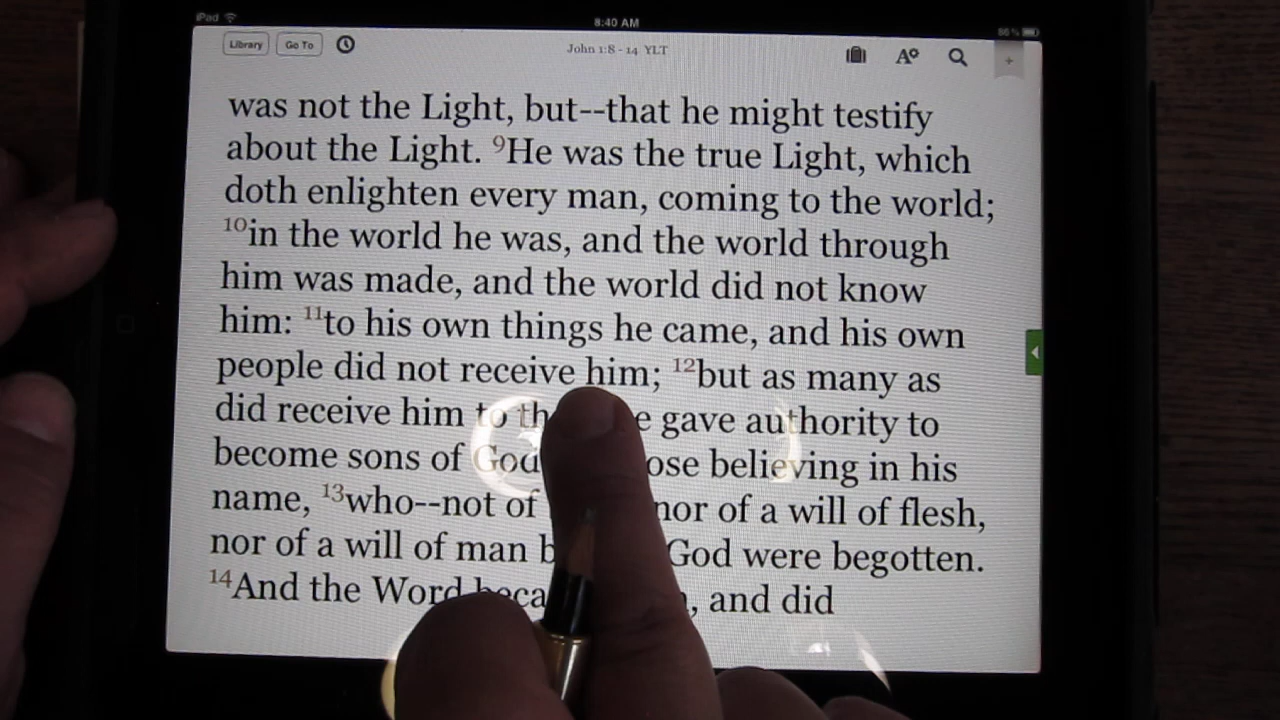 iPad 8:40 AM 86%
Library Go To John 1:8 - 14 YLT A
was not the Light, but--that he might testify
about the Light. 9He was the true Light, which
doth enlighten every man, coming to the world;
10in the world he was, and the world through
him was made, and the world did not know
him: 11to his own things he came, and his own
people did not receive him; 12but as many as
did receive him to gave authority to
become sons of God believing in his
name, 13who--not of nor of a will of flesh,
nor of a will of man God were begotten.
14And the Word and did